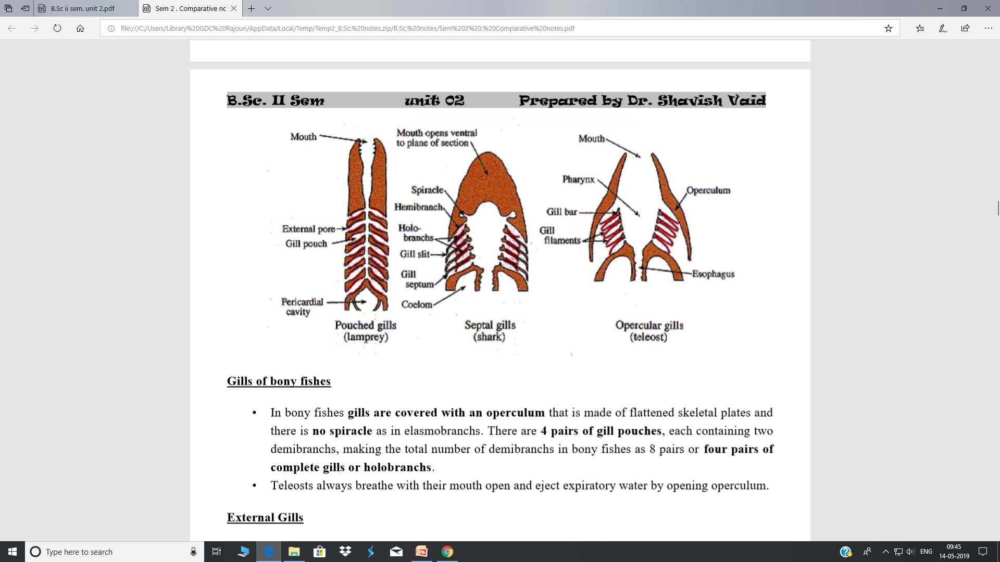 B.Sc ii sem. unit 2.pdf
Sem 2 . Comparative nc
file:///C:/Users/Library%20GDC%20Rajouri/AppData/Local/Temp/Temp2_B.Sc.%20notes.zip/B.Sc.%20notes/Sem%202%20.%20Comparative%20notes.pdf
B.Sc. II Sem unit 02 Prepared by Dr. Shavish Vaid
Mouth
External pore
Gill pouch
Pericardial
cavity
Pouched gills
(lamprey)
Mouth opens ventral
to plane of section
Spiracle
Hemibranch
Holo-
branchs
Gill slit
Gill
septum
Coelom
Septal gills
(shark)
Mouth
Pharynx
Operculum
Gill bar
Gill
filaments
Esophagus
Opercular gills
(teleost)
Gills of bony fishes
• In bony fishes gills are covered with an operculum that is made of flattened skeletal plates and
there is no spiracle as in elasmobranchs. There are 4 pairs of gill pouches, each containing two
demibranchs, making the total number of demibranchs in bony fishes as 8 pairs or four pairs of
complete gills or holobranchs.
• Teleosts always breathe with their mouth open and eject expiratory water by opening operculum.
External Gills
Type here to search
ENG
09:45
14-05-2019